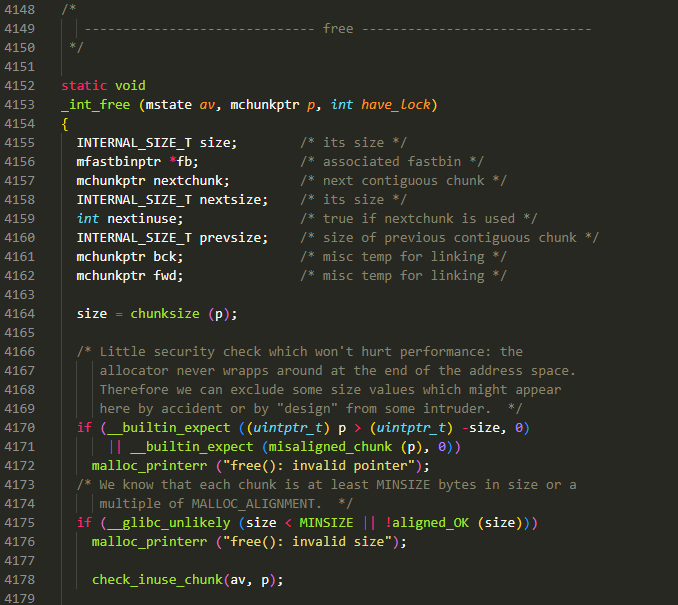 4148 /*
4149 ------------------------------ free ------------------------------
4150 */
4151
4152 static void
4153 _int_free (mstate av, mchunkptr p, int have_lock)
4154 {
4155 INTERNAL_SIZE_T size; /* its size */
4156 mfastbinptr *fb; /* associated fastbin */
4157 mchunkptr nextchunk; /* next contiguous chunk */
4158 INTERNAL_SIZE_T nextsize; /* its size */
4159 int nextinuse; /* true if nextchunk is used */
4160 INTERNAL_SIZE_T prevsize; /* size of previous contiguous chunk */
4161 mchunkptr bck; /* misc temp for linking */
4162 mchunkptr fwd; /* misc temp for linking */
4163
4164 size = chunksize (p);
4165
4166 /* Little security check which won't hurt performance: the
4167 allocator never wrapps around at the end of the address space.
4168 Therefore we can exclude some size values which might appear
4169 here by accident or by "design" from some intruder. */
4170 if (__builtin_expect ((uintptr_t) p > (uintptr_t) -size, 0)
4171 || __builtin_expect (misaligned_chunk (p), 0))
4172 malloc_printerr ("free(): invalid pointer");
4173 /* We know that each chunk is at least MINSIZE bytes in size or a
4174 multiple of MALLOC_ALIGNMENT. */
4175 if (__glibc_unlikely (size < MINSIZE || !aligned_OK (size)))
4176 malloc_printerr ("free(): invalid size");
4177
4178 check_inuse_chunk(av, p);
4179